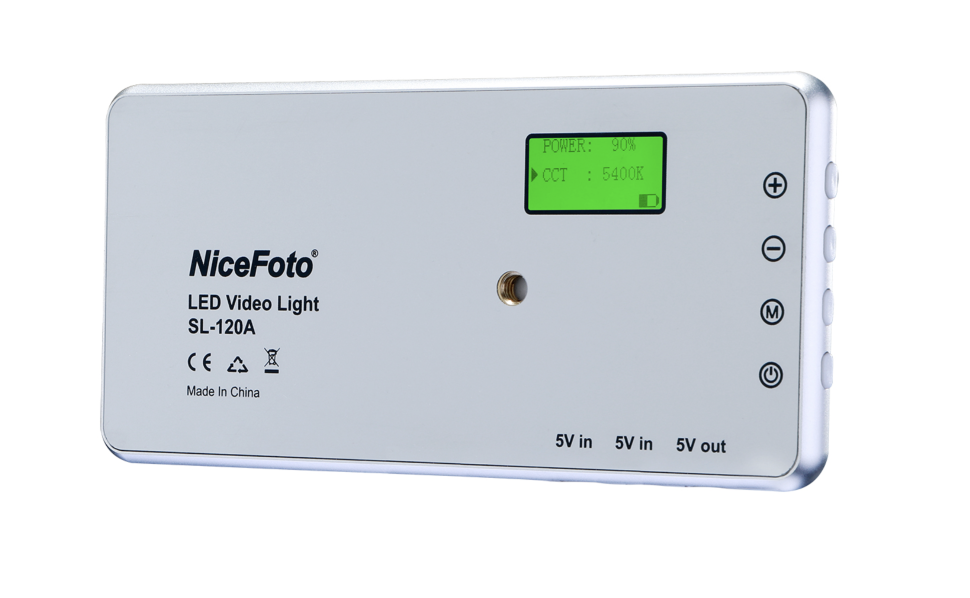 POWER: 90%
CCT : 5400K
NiceFoto®
LED Video Light
SL-120A
CE
Made In China
M
5V in 5V in 5V out